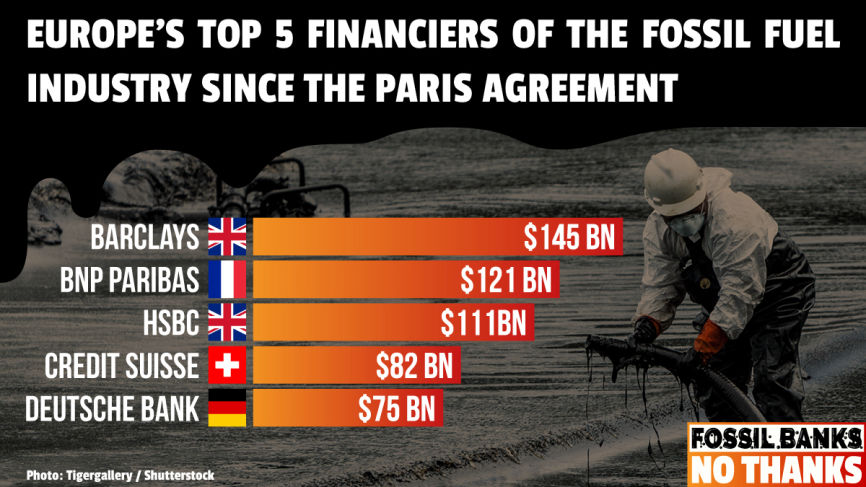 EUROPE'S TOP 5 FINANCIERS OF THE FOSSIL FUEL
INDUSTRY SINCE THE PARIS AGREEMENT
BARCLAYS $145 BN
BNP PARIBAS $121 BN
HSBC $111BN
CREDIT SUISSE $82 BN
DEUTSCHE BANK $75 BN
Photo: Tigergallery / Shutterstock
FOSSIL BANKS
NO THANKS